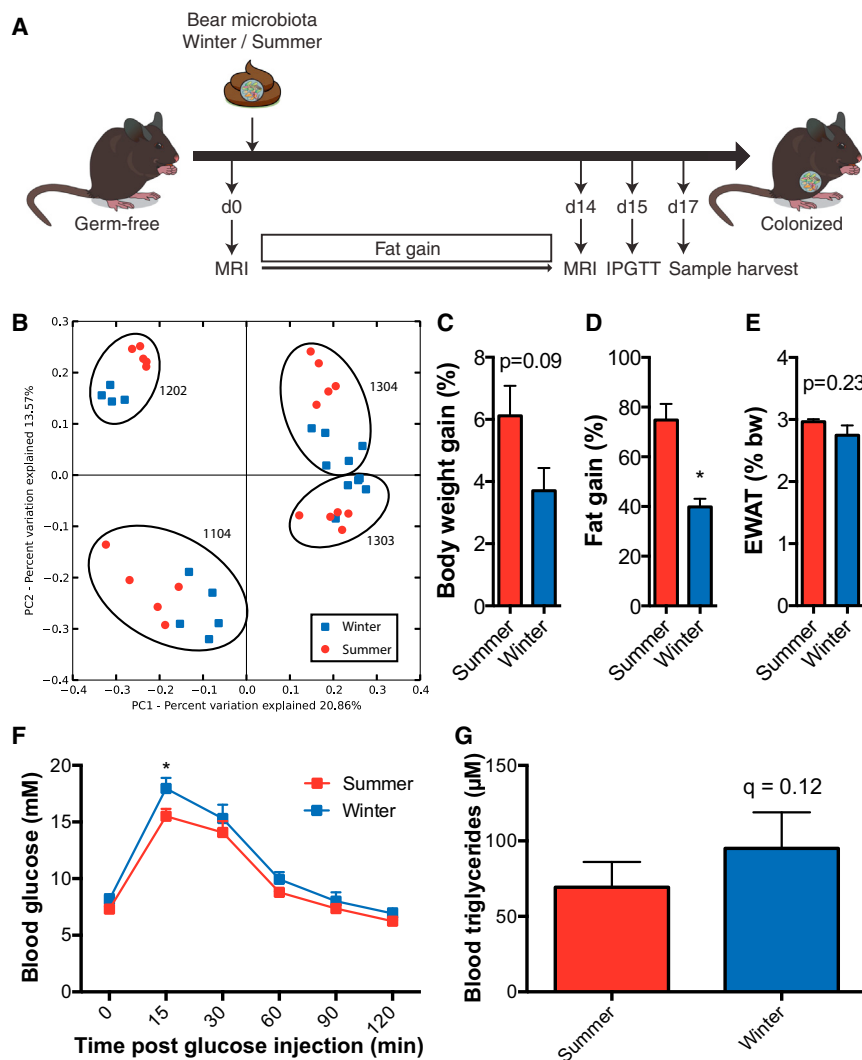 A
Bear microbiota
Winter / Summer
Germ-free
d0
d14
d15
d17
Colonized
Fat gain
MRI
MRI
IPGTT
Sample harvest
B
0.3
0.2
0.1
0.0
−0.1
−0.2
−0.3
−0.4
PC2 - Percent variation explained 13.57%
1202
1304
1303
1104
Winter
Summer
−0.4
−0.3
−0.2
−0.1
0.0
0.1
0.2
0.3
0.4
PC1 - Percent variation explained 20.86%
C
8
6
4
2
0
Body weight gain (%)
p=0.09
Summer
Winter
D
100
80
60
40
20
0
Fat gain (%)
*
Summer
Winter
E
4
3
2
1
0
EWAT (% bw)
p=0.23
Summer
Winter
F
20
15
10
5
0
Blood glucose (mM)
*
Summer
Winter
0
15
30
60
90
120
Time post glucose injection (min)
G
150
100
50
0
Blood triglycerides (µM)
q = 0.12
Summer
Winter